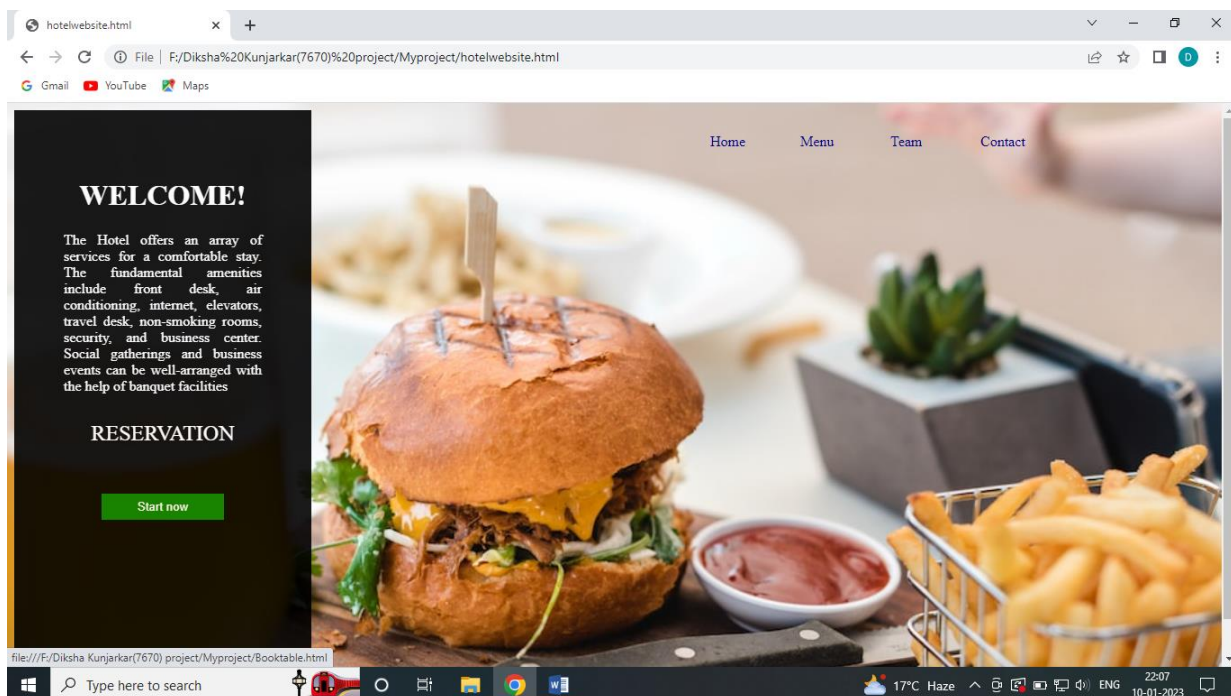 hotelwebsite.html
File | F:/Diksha%20Kunjarkar(7670)%20project/Myproject/hotelwebsite.html
D
Gmail YouTube Maps
Home Menu Team Contact
WELCOME!
The Hotel offers an array of
services for a comfortable stay.
The fundamental amenities
include front desk, air
conditioning, internet, elevators,
travel desk, non-smoking rooms,
security, and business center.
Social gatherings and business
events can be well-arranged with
the help of banquet facilities
RESERVATION
Start now
file:///F:/Diksha Kunjarkar(7670) project/Myproject/Booktable.html
Type here to search
17°C Haze
ENG
22:07
10-01-2023